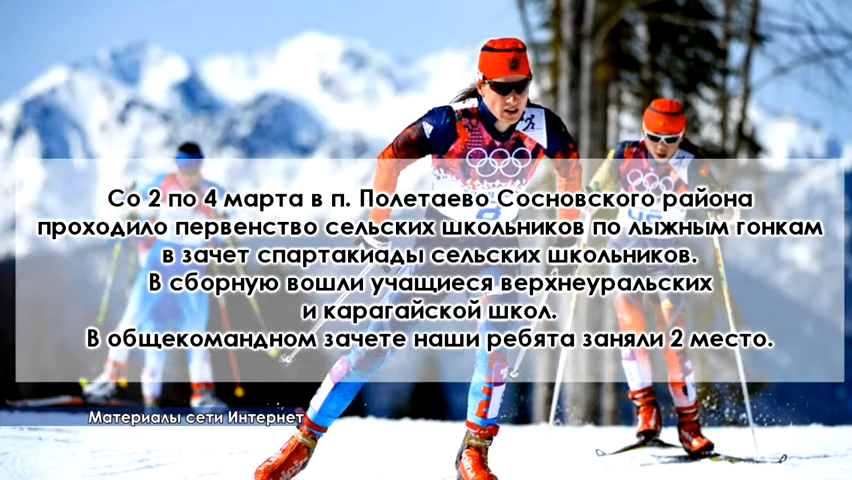 Со 2 по 4 марта в п. Полетаево Сосновского района
проходило первенство сельских школьников по лыжным гонкам
в зачет спартакиады сельских школьников.
В сборную вошли учащиеся верхнеуральских
и карагайской школ.
В общекомандном зачете наши ребята заняли 2 место.
Материалы сети Интернет